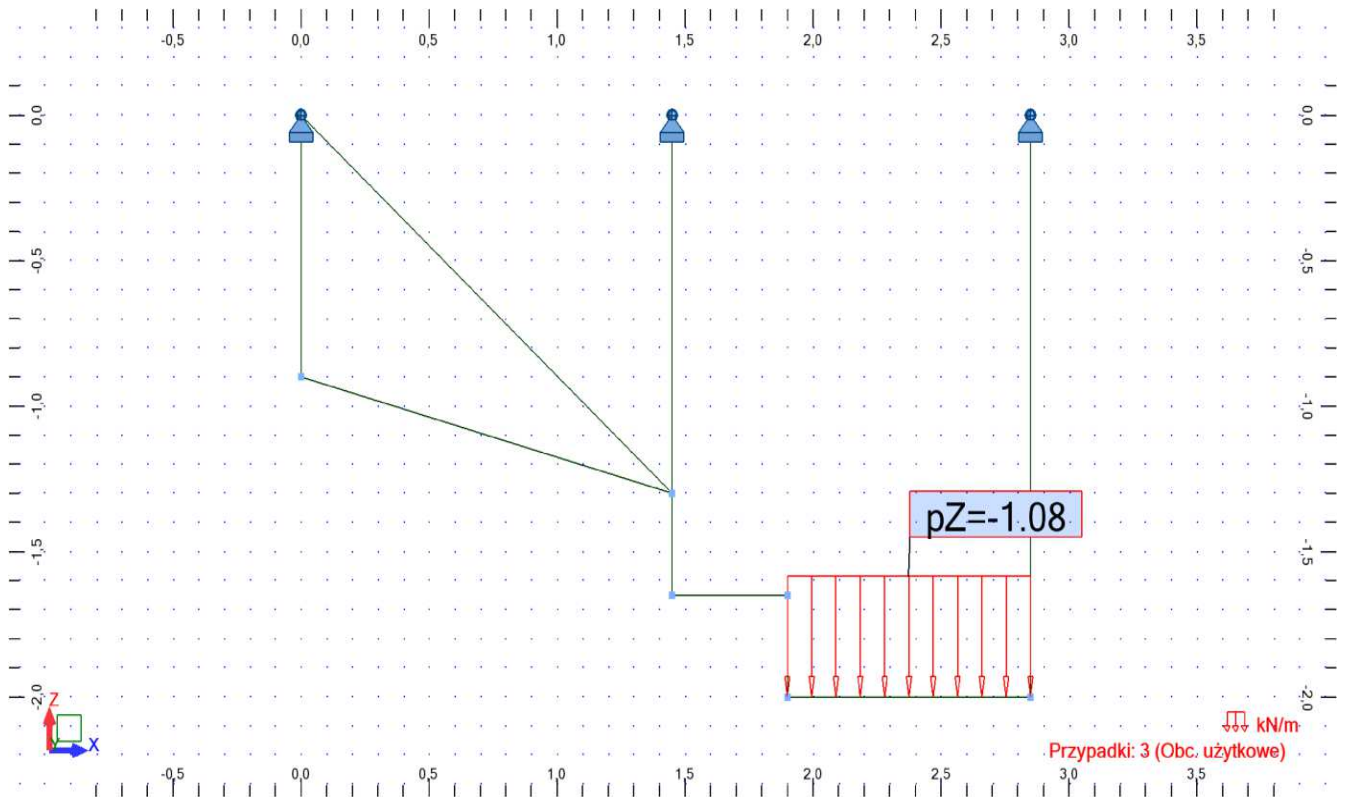 -0,5 0,0 0,5 1,0 1,5 2,0 2,5 3,0 3,5
0,0 0,0
-0,5 -0,5
-1,0 -1,0
pZ=-1.08
-1,5 -1,5
-2,0 -2,0
Z
Y X
kN/m
Przypadki: 3 (Obc. użytkowe)
-0,5 0,0 0,5 1,0 1,5 2,0 2,5 3,0 3,5